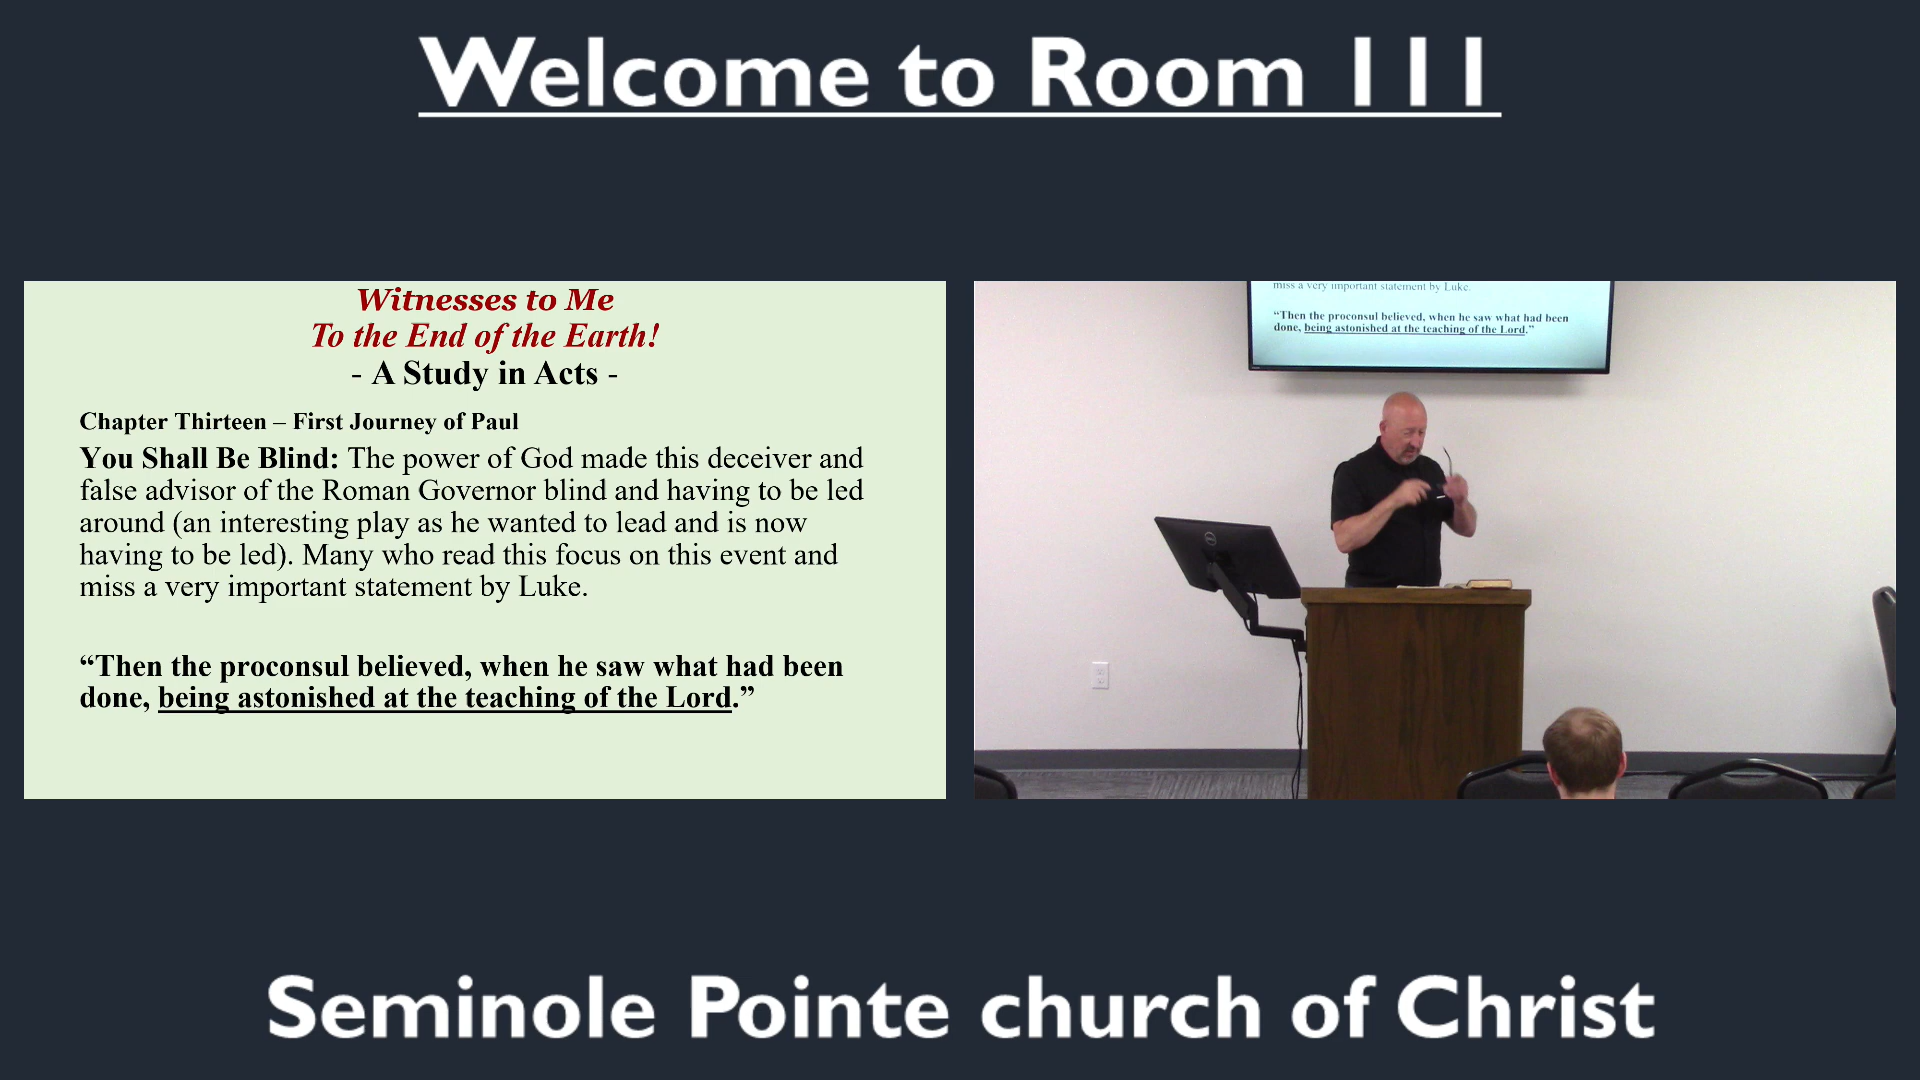 Welcome to Room 111
Witnesses to Me
To the End of the Earth!
- A Study in Acts -
Chapter Thirteen – First Journey of Paul
You Shall Be Blind: The power of God made this deceiver and
false advisor of the Roman Governor blind and having to be led
around (an interesting play as he wanted to lead and is now
having to be led). Many who read this focus on this event and
miss a very important statement by Luke.
“Then the proconsul believed, when he saw what had been
done, being astonished at the teaching of the Lord.”
miss a very important statement by Luke.
“Then the proconsul believed, when he saw what had been
done, being astonished at the teaching of the Lord.”
DELL
Seminole Pointe church of Christ